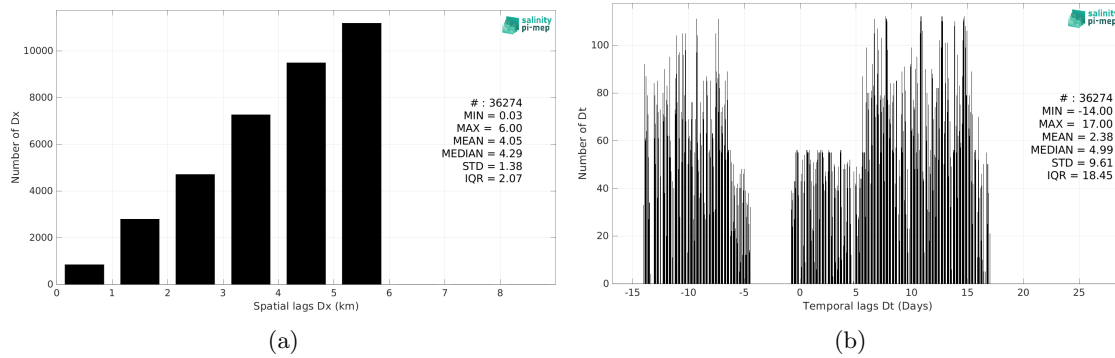 salinity
pi-mep
10000
8000
6000
4000
2000
0
Number of Dx
# : 36274
MIN = 0.03
MAX = 6.00
MEAN = 4.05
MEDIAN = 4.29
STD = 1.38
IQR = 2.07
0 1 2 3 4 5 6 7 8
Spatial lags Dx (km)
(a)
salinity
pi-mep
100
80
60
40
20
0
Number of Dt
# : 36274
MIN = -14.00
MAX = 17.00
MEAN = 2.38
MEDIAN = 4.99
STD = 9.61
IQR = 18.45
-15 -10 -5 0 5 10 15 20 25
Temporal lags Dt (Days)
(b)